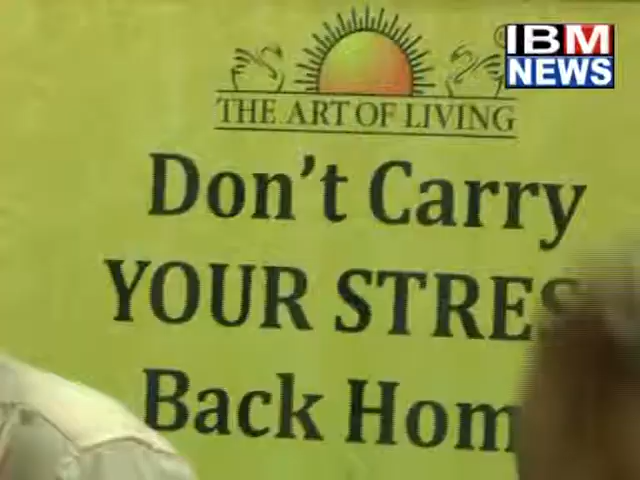 IBM
NEWS
THE ART OF LIVING
Don't Carry
YOUR STRES
Back Hom